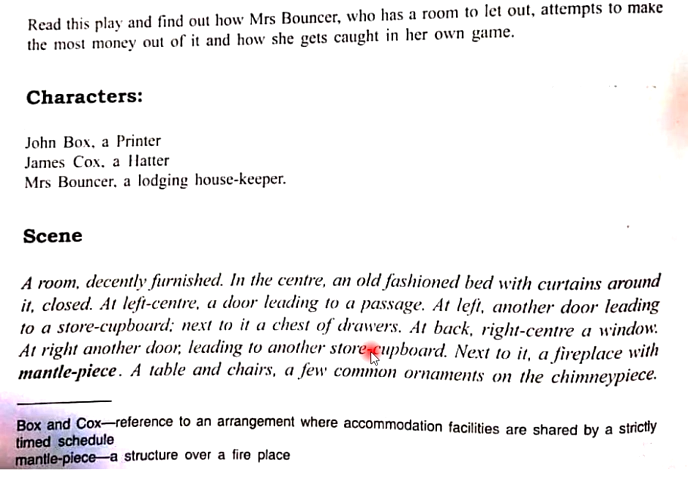 Read this play and find out how Mrs Bouncer, who has a room to let out, attempts to make
the most money out of it and how she gets caught in her own game.
Characters:
John Box, a Printer
James Cox, a Hatter
Mrs Bouncer, a lodging house-keeper.
Scene
A room, decently furnished. In the centre, an old fashioned bed with curtains around
it, closed. At left-centre, a door leading to a passage. At left, another door leading
to a store-cupboard; next to it a chest of drawers. At back, right-centre a window.
At right another door, leading to another store-cupboard. Next to it, a fireplace with
mantle-piece. A table and chairs, a few common ornaments on the chimneypiece.
Box and Cox—reference to an arrangement where accommodation facilities are shared by a strictly
timed schedule
mantle-piece—a structure over a fire place